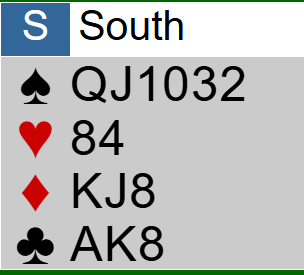 S South
♠ QJ1032
♥ 84
♦ KJ8
♣ AK8